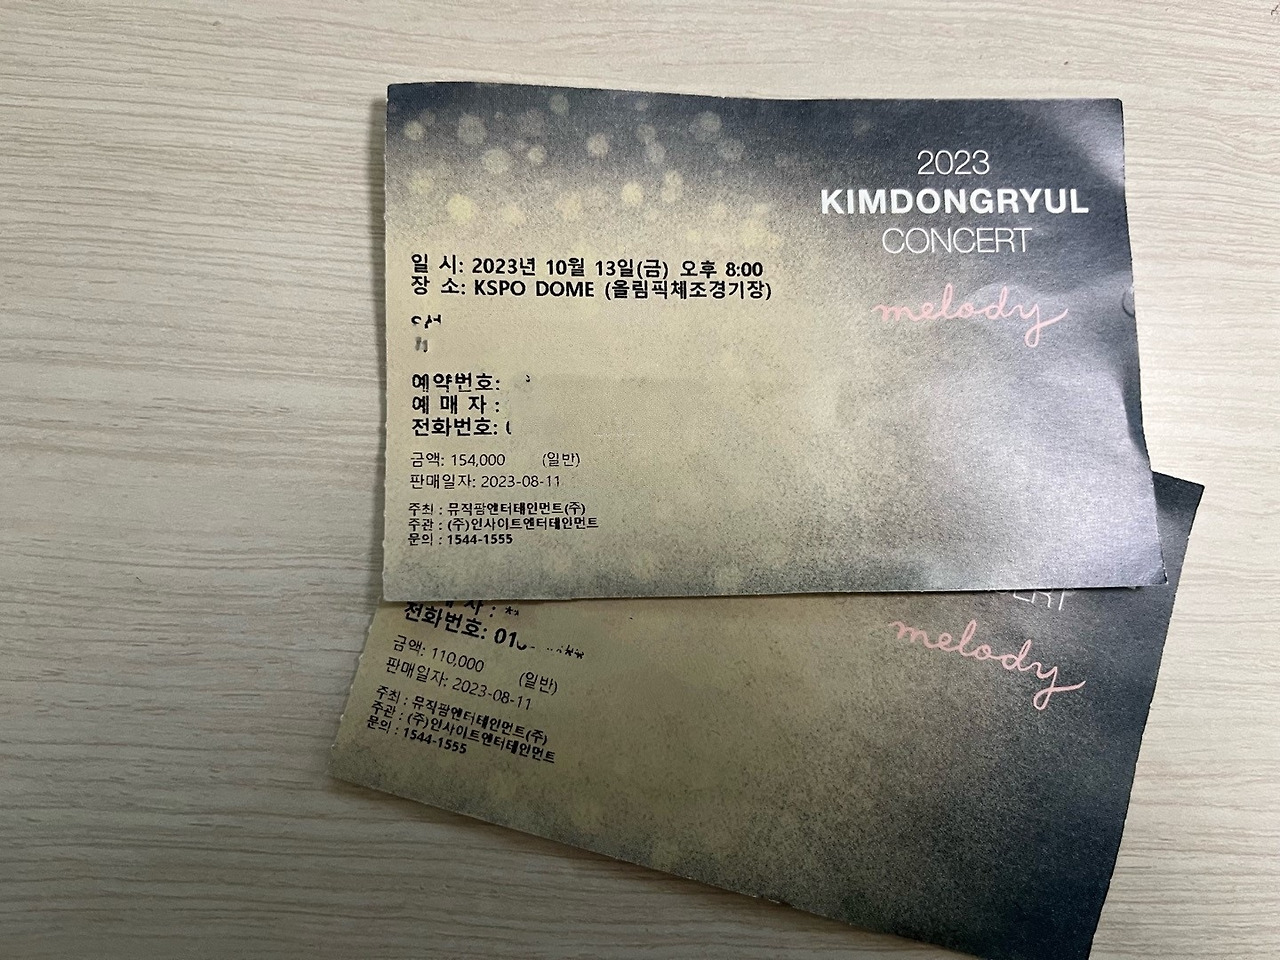 2023
KIMDONGRYUL
CONCERT
melody
일 시: 2023년 10월 13일(금) 오후 8:00
장 소: KSPO DOME (올림픽체조경기장)
예약번호:
예 매 자 :
전화번호:
금액: 154,000 (일반)
판매일자: 2023-08-11
주최 : 뮤직팜엔터테인먼트(주)
주관 : (주)인사이트엔터테인먼트
문의 : 1544-1555
melody
자 : **
전화번호: 010
금액: 110,000 (일반)
판매일자: 2023-08-11
주최 : 뮤직팜엔터테인먼트(주)
주관 : (주)인사이트엔터테인먼트
문의 : 1544-1555